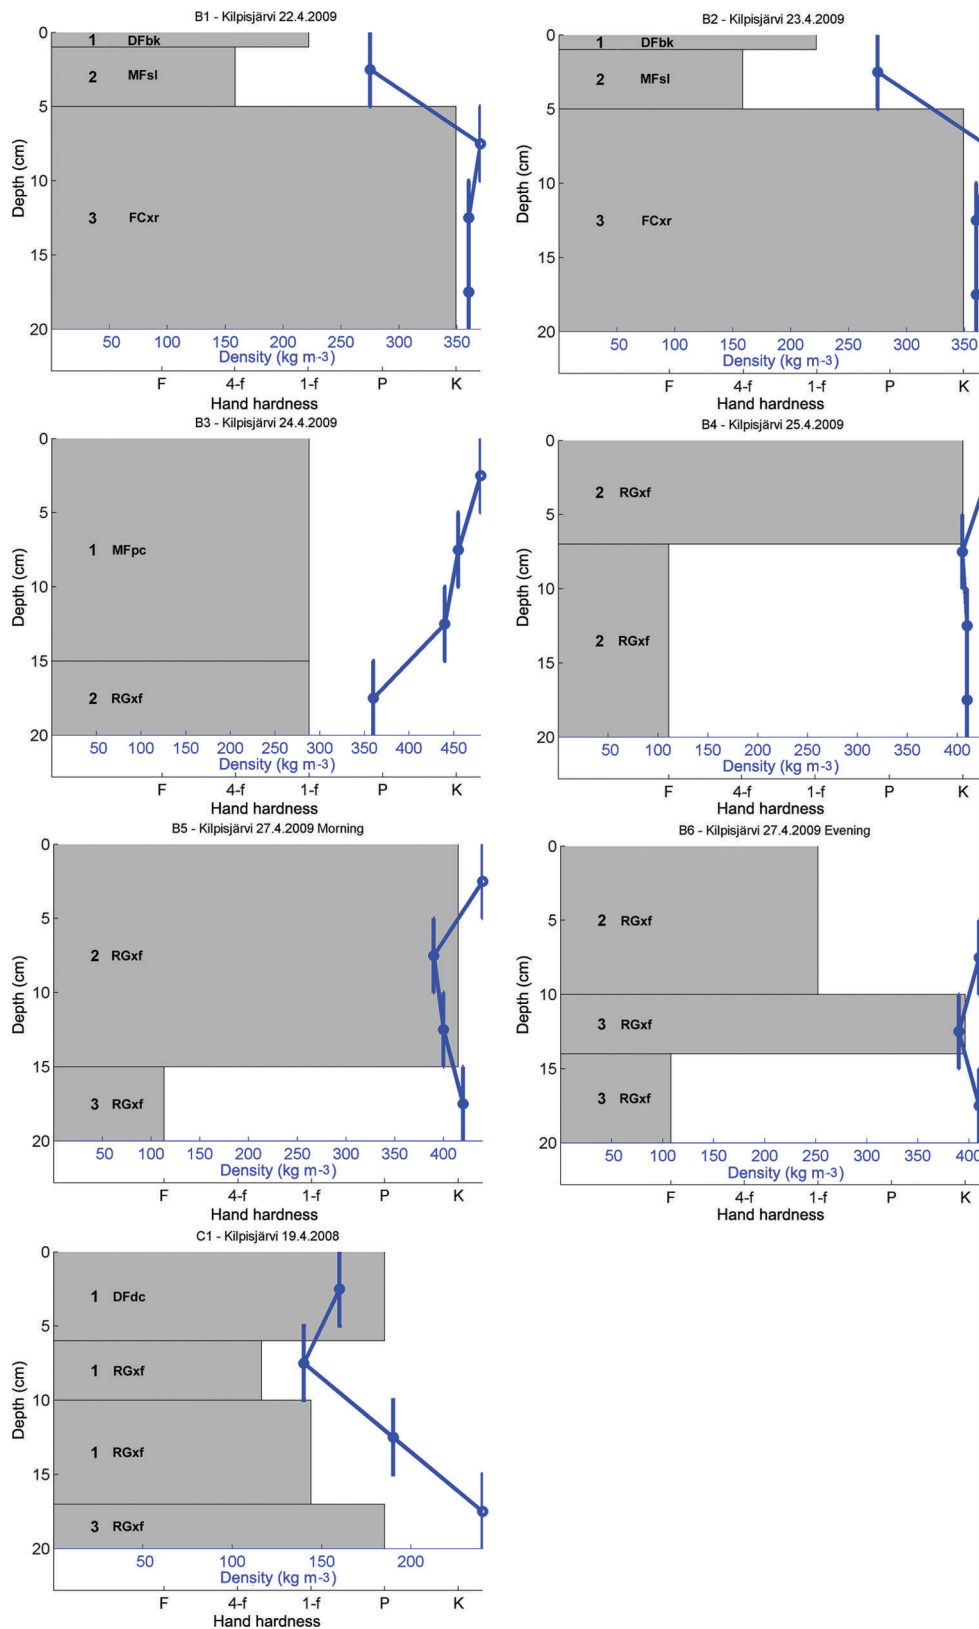 B1 - Kilpisjärvi 22.4.2009
0
1 DFbk
2 MFsl
5
10
3 FCxr
15
20
Depth (cm)
50 100 150 200 250 300 350
Density (kg m-3)
F 4-f 1-f P K
Hand hardness
B2 - Kilpisjärvi 23.4.2009
0
1 DFbk
2 MFsl
5
10
3 FCxr
15
20
Depth (cm)
50 100 150 200 250 300 350
Density (kg m-3)
F 4-f 1-f P K
Hand hardness
B3 - Kilpisjärvi 24.4.2009
0
5
1 MFpc
10
15
2 RGxf
20
Depth (cm)
50 100 150 200 250 300 350 400 450
Density (kg m-3)
F 4-f 1-f P K
Hand hardness
B4 - Kilpisjärvi 25.4.2009
0
2 RGxf
5
10
2 RGxf
15
20
Depth (cm)
50 100 150 200 250 300 350 400
Density (kg m-3)
F 4-f 1-f P K
Hand hardness
B5 - Kilpisjärvi 27.4.2009 Morning
0
5
2 RGxf
10
15
3 RGxf
20
Depth (cm)
50 100 150 200 250 300 350 400
Density (kg m-3)
F 4-f 1-f P K
Hand hardness
B6 - Kilpisjärvi 27.4.2009 Evening
0
5
2 RGxf
10
3 RGxf
15
3 RGxf
20
Depth (cm)
50 100 150 200 250 300 350 400
Density (kg m-3)
F 4-f 1-f P K
Hand hardness
C1 - Kilpisjärvi 19.4.2008
0
1 DFdc
5
1 RGxf
10
1 RGxf
15
3 RGxf
20
Depth (cm)
50 100 150 200
Density (kg m-3)
F 4-f 1-f P K
Hand hardness